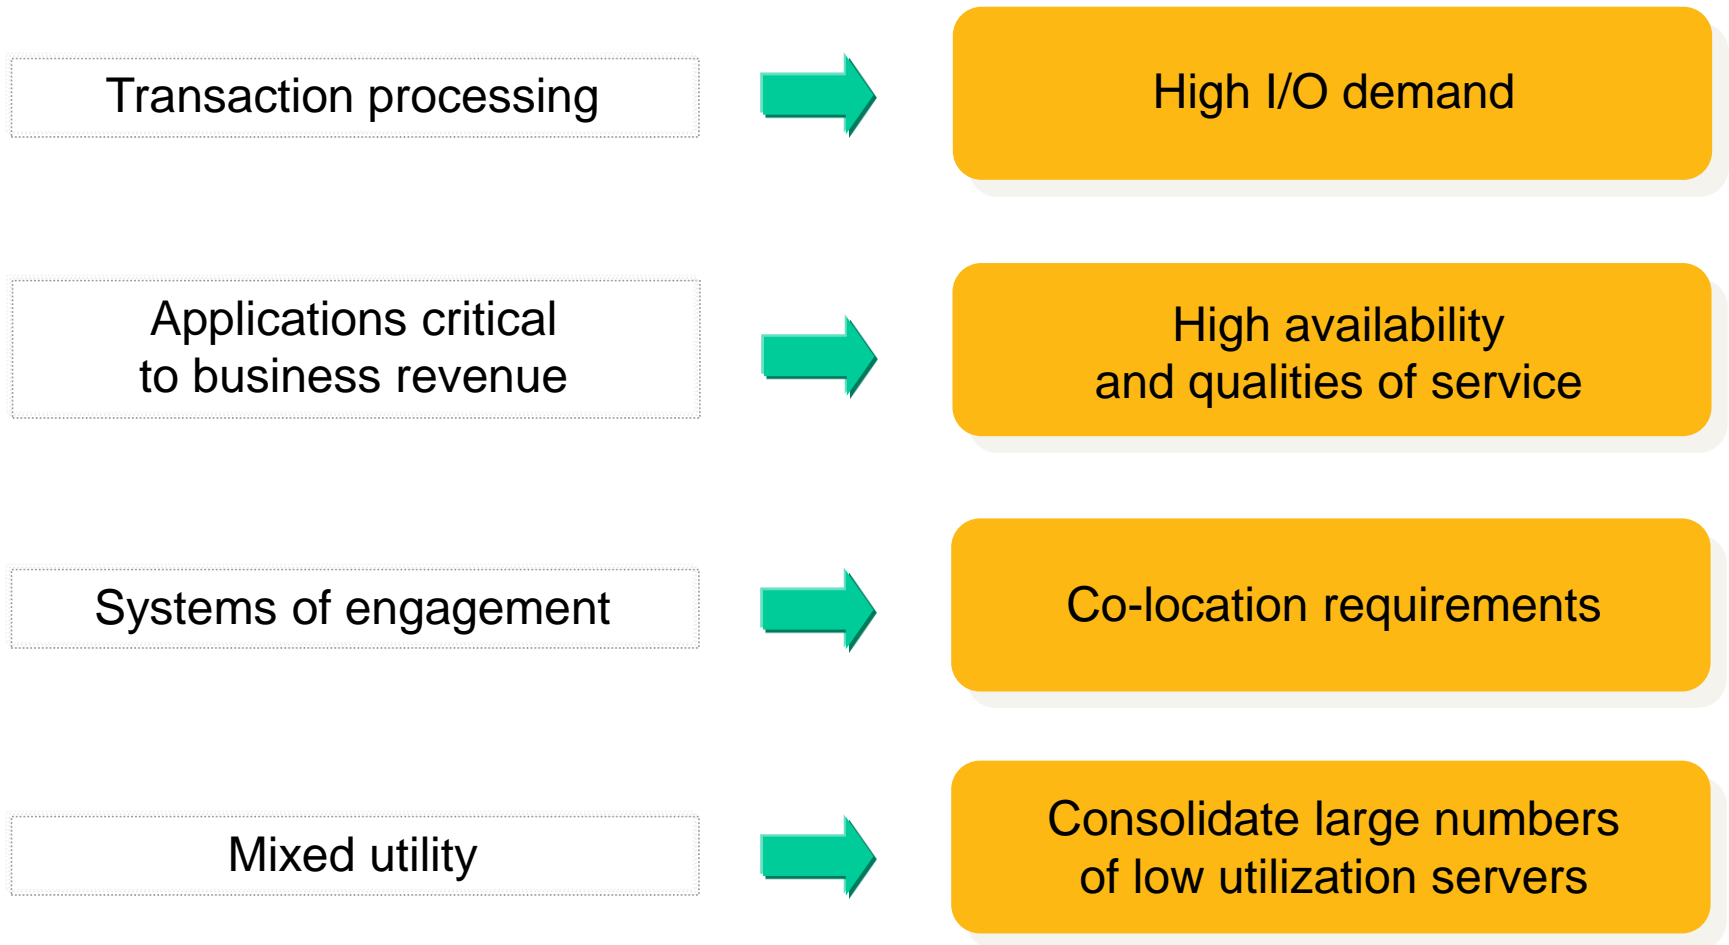 Transaction processing
High I/O demand
Applications critical
to business revenue
High availability
and qualities of service
Systems of engagement
Co-location requirements
Mixed utility
Consolidate large numbers
of low utilization servers